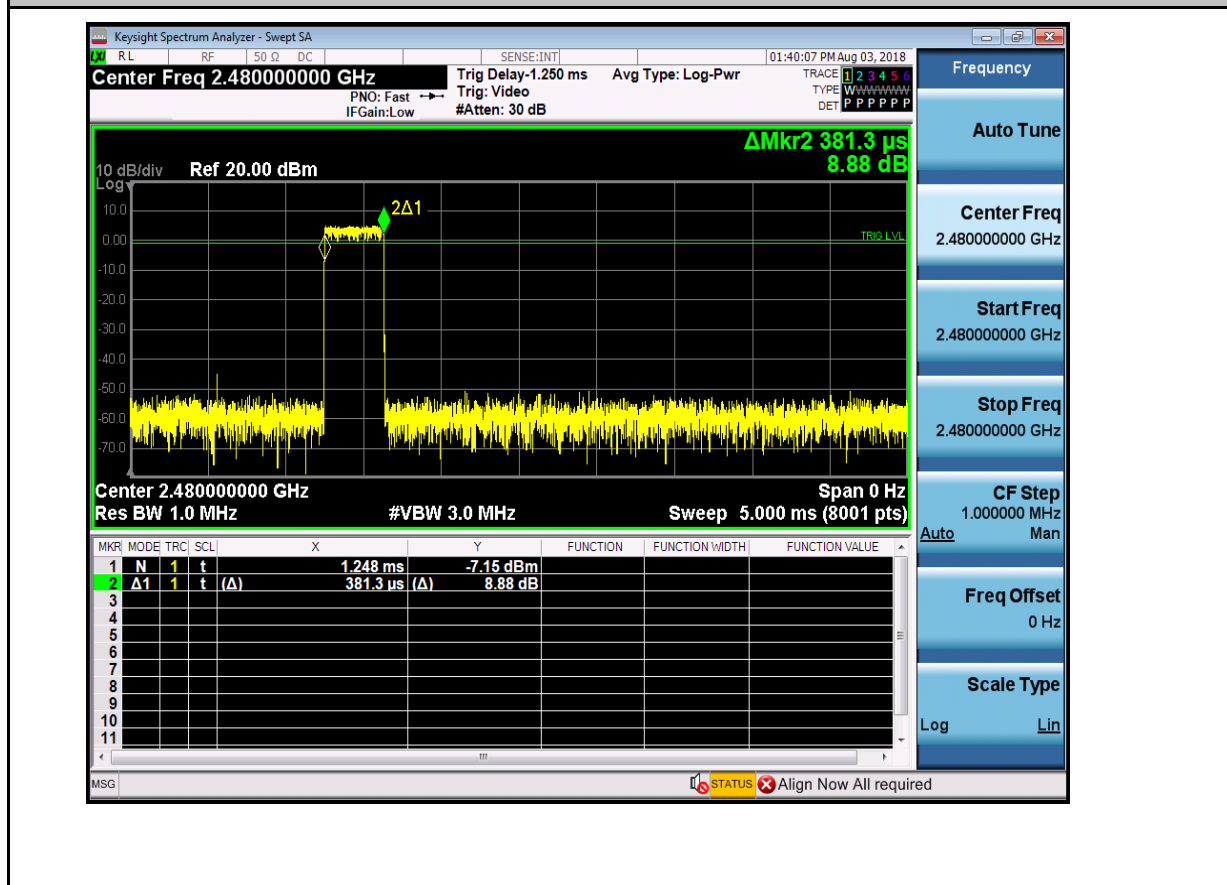 Keysight Spectrum Analyzer - Swept SA
LXI RL RF 50 Ω DC SENSE:INT 01:40:07 PM Aug 03, 2018
Center Freq 2.480000000 GHz
PNO: Fast
IFGain:Low
Trig Delay-1.250 ms
Trig: Video
#Atten: 30 dB
Avg Type: Log-Pwr
TRACE 1 2 3 4 5 6
TYPE WWWWWW
DET P P P P P P
ΔMkr2 381.3 µs
8.88 dB
10 dB/div
Log
Ref 20.00 dBm
2Δ1
TRIG LVL
10.0
0.00
-10.0
-20.0
-30.0
-40.0
-50.0
-60.0
-70.0
Center 2.480000000 GHz Span 0 Hz
Res BW 1.0 MHz #VBW 3.0 MHz Sweep 5.000 ms (8001 pts)
MKR MODE TRC SCL X Y FUNCTION FUNCTION WIDTH FUNCTION VALUE
1 N 1 t 1.248 ms -7.15 dBm
2 Δ1 1 t (Δ) 381.3 µs (Δ) 8.88 dB
3
4
5
6
7
8
9
10
11
MSG STATUS Align Now All required
Frequency
Auto Tune
Center Freq
2.480000000 GHz
Start Freq
2.480000000 GHz
Stop Freq
2.480000000 GHz
CF Step
1.000000 MHz
Auto Man
Freq Offset
0 Hz
Scale Type
Log Lin